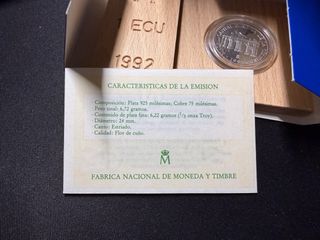 1 ECU
1992
CARACTERISTICAS DE LA EMISION
Composición: Plata 925 milésimas; Cobre 75 milésimas.
Peso total: 6,72 gramos.
Contenido de plata fina: 6,22 gramos (1/5 onza Troy).
Diámetro: 24 mm.
Canto: Estriado.
Calidad: Flor de cuño.
M
FABRICA NACIONAL DE MONEDA Y TIMBRE